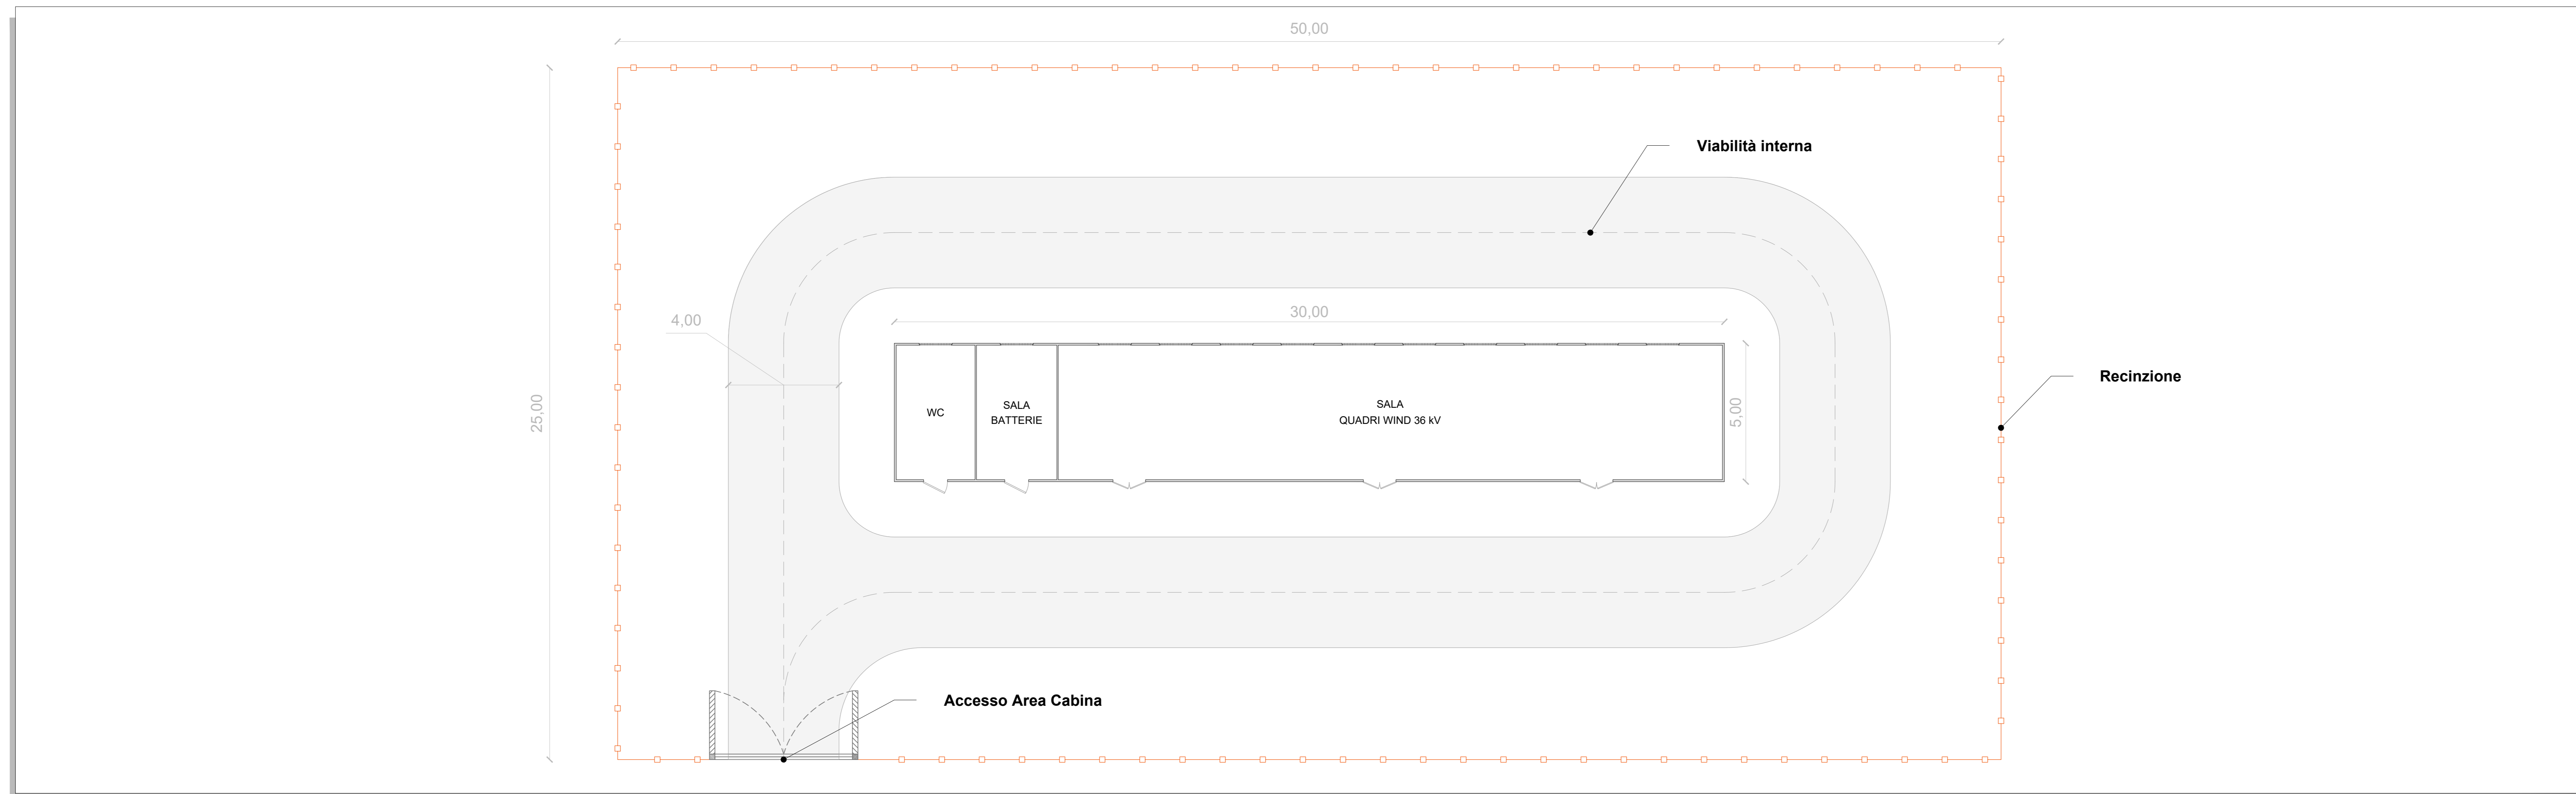 50,00
Viabilità interna
30,00
4,00
Recinzione
25,00
5,00
WC
SALA
BATTERIE
SALA
QUADRI WIND 36 kV
Accesso Area Cabina